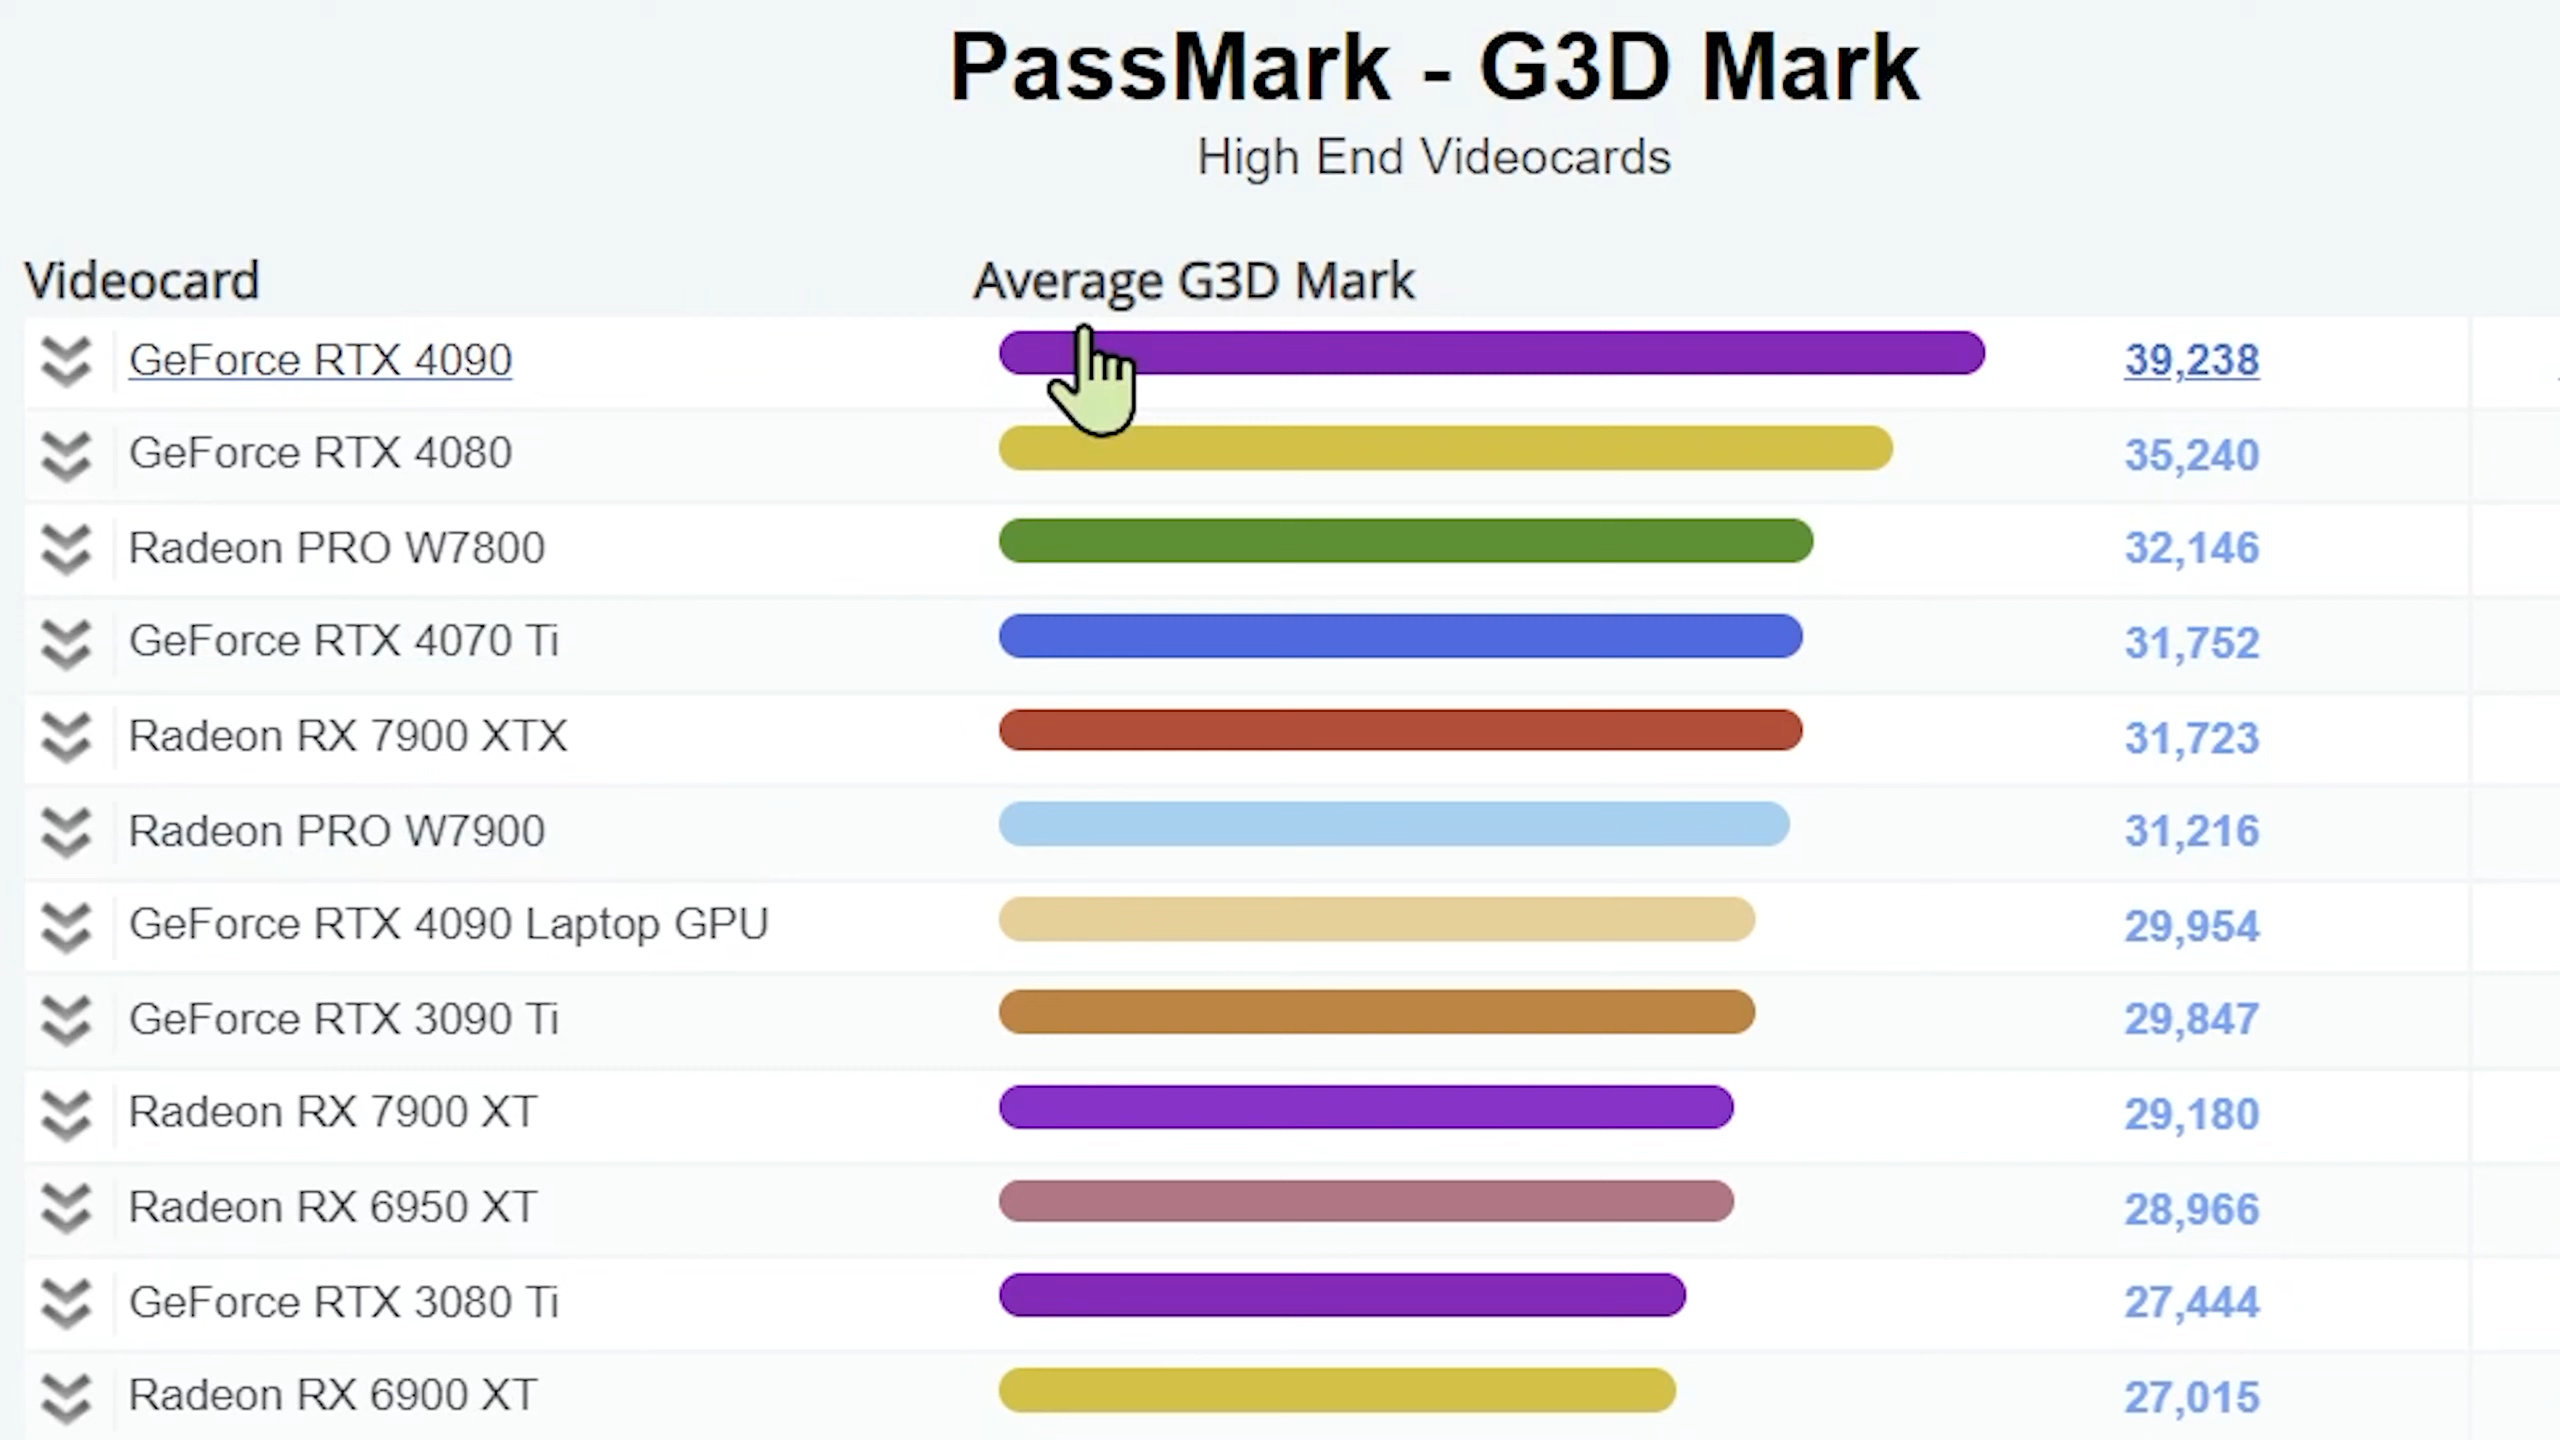 PassMark - G3D Mark
High End Videocards
Videocard Average G3D Mark
GeForce RTX 4090 39,238
GeForce RTX 4080 35,240
Radeon PRO W7800 32,146
GeForce RTX 4070 Ti 31,752
Radeon RX 7900 XTX 31,723
Radeon PRO W7900 31,216
GeForce RTX 4090 Laptop GPU 29,954
GeForce RTX 3090 Ti 29,847
Radeon RX 7900 XT 29,180
Radeon RX 6950 XT 28,966
GeForce RTX 3080 Ti 27,444
Radeon RX 6900 XT 27,015